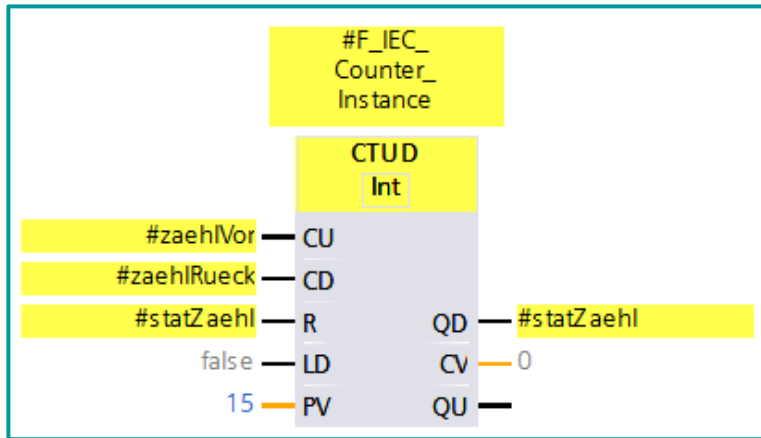 #F_IEC_
Counter_
Instance
CTUD
Int
#zaehlVor CU
#zaehlRueck CD
#statZaehl R QD #statZaehl
false LD CV 0
15 PV QU